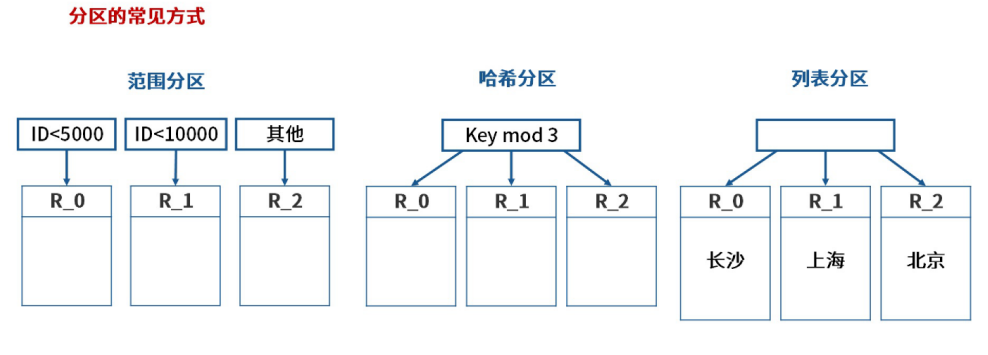 分区的常见方式
范围分区 哈希分区 列表分区
ID<5000 ID<10000 其他 Key mod 3
R_0 R_1 R_2 R_0 R_1 R_2 R_0 R_1 R_2
长沙 上海 北京